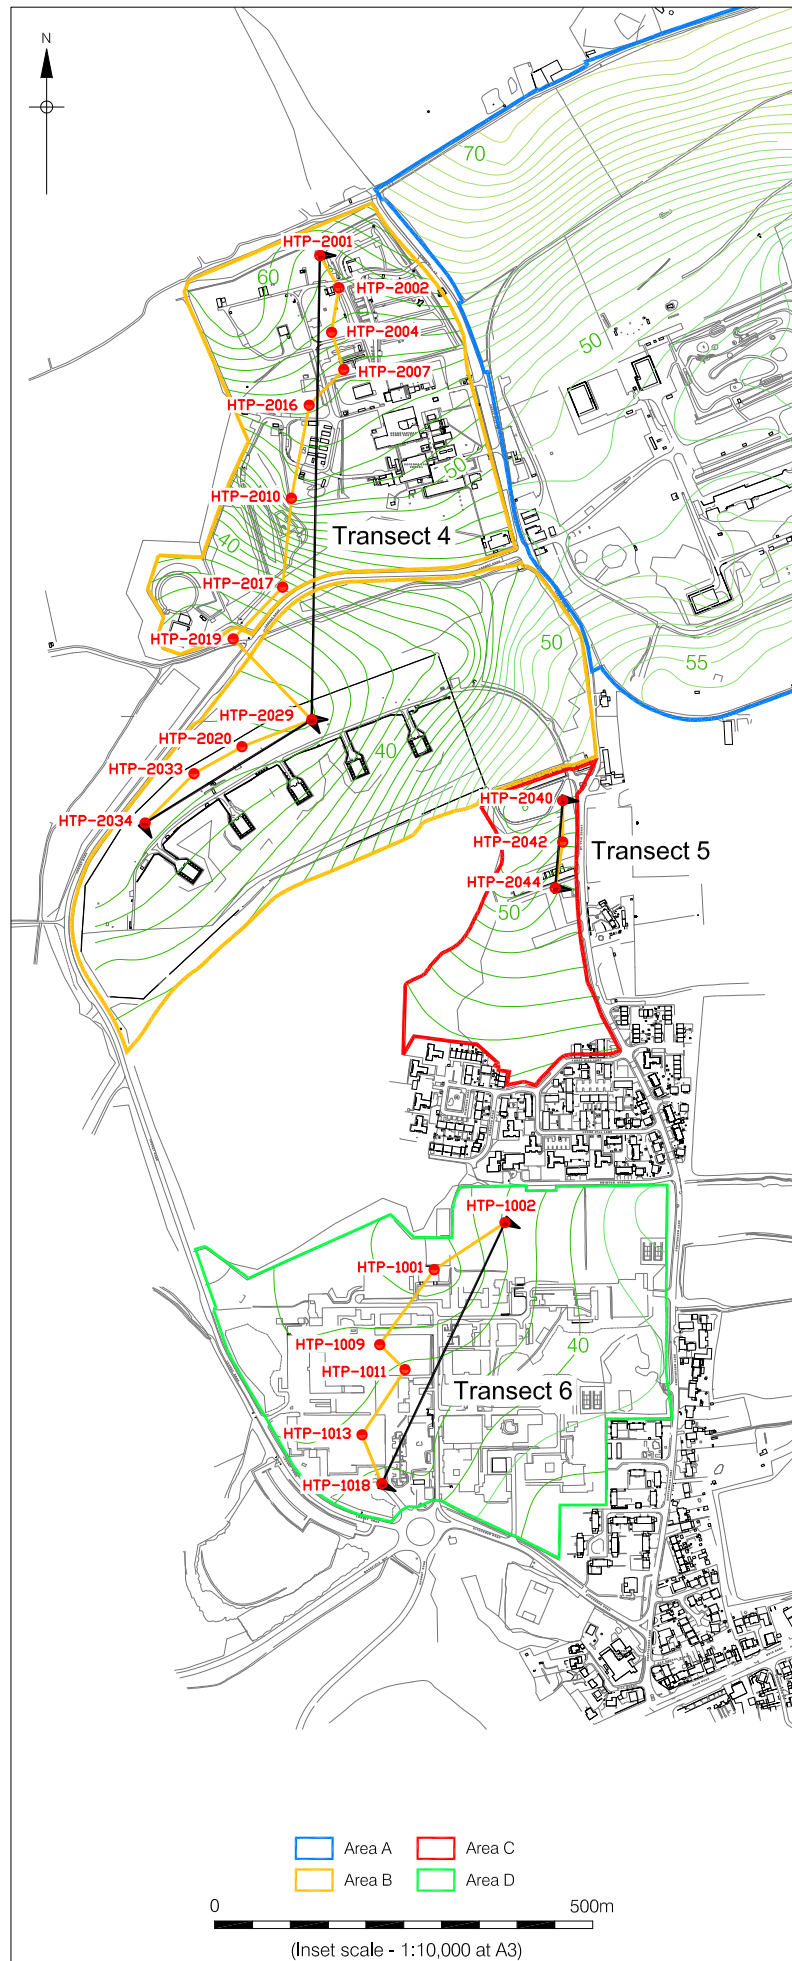 N
70
HTP-2001
60
HTP-2002
HTP-2004
50
HTP-2007
HTP-2016
50
HTP-2010
Transect 4
40
HTP-2017
HTP-2019
50
55
HTP-2029
HTP-2020
40
HTP-2033
HTP-2040
HTP-2034
HTP-2042
Transect 5
HTP-2044
50
HTP-1002
HTP-1001
HTP-1009
40
HTP-1011
Transect 6
HTP-1013
HTP-1018
Area A
Area C
Area B
Area D
0
500m
(Inset scale - 1:10,000 at A3)